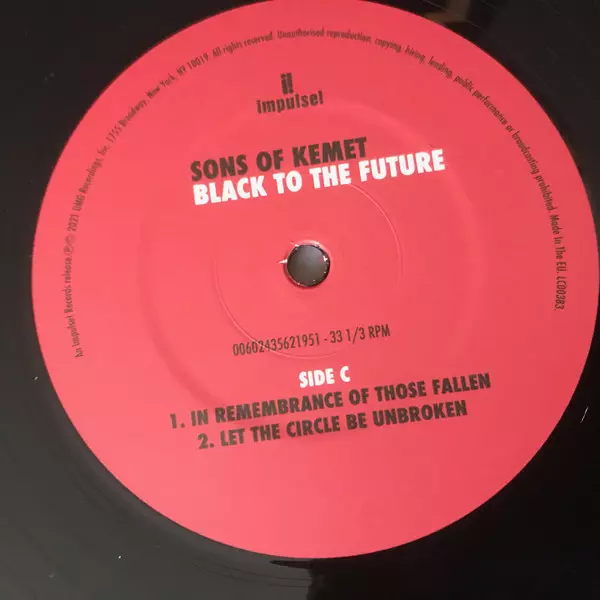 An Impulse! Records release ℗ © 2021 UMG Recordings, Inc. 1755 Broadway, New York, NY 10019. All rights reserved. Unauthorised reproduction, copying, hiring, lending, public performance or broadcasting prohibited. Made In The EU. LC00383.
impulse!
SONS OF KEMET
BLACK TO THE FUTURE
00602435621951 - 33 1/3 RPM
SIDE C
1. IN REMEMBRANCE OF THOSE FALLEN
2. LET THE CIRCLE BE UNBROKEN